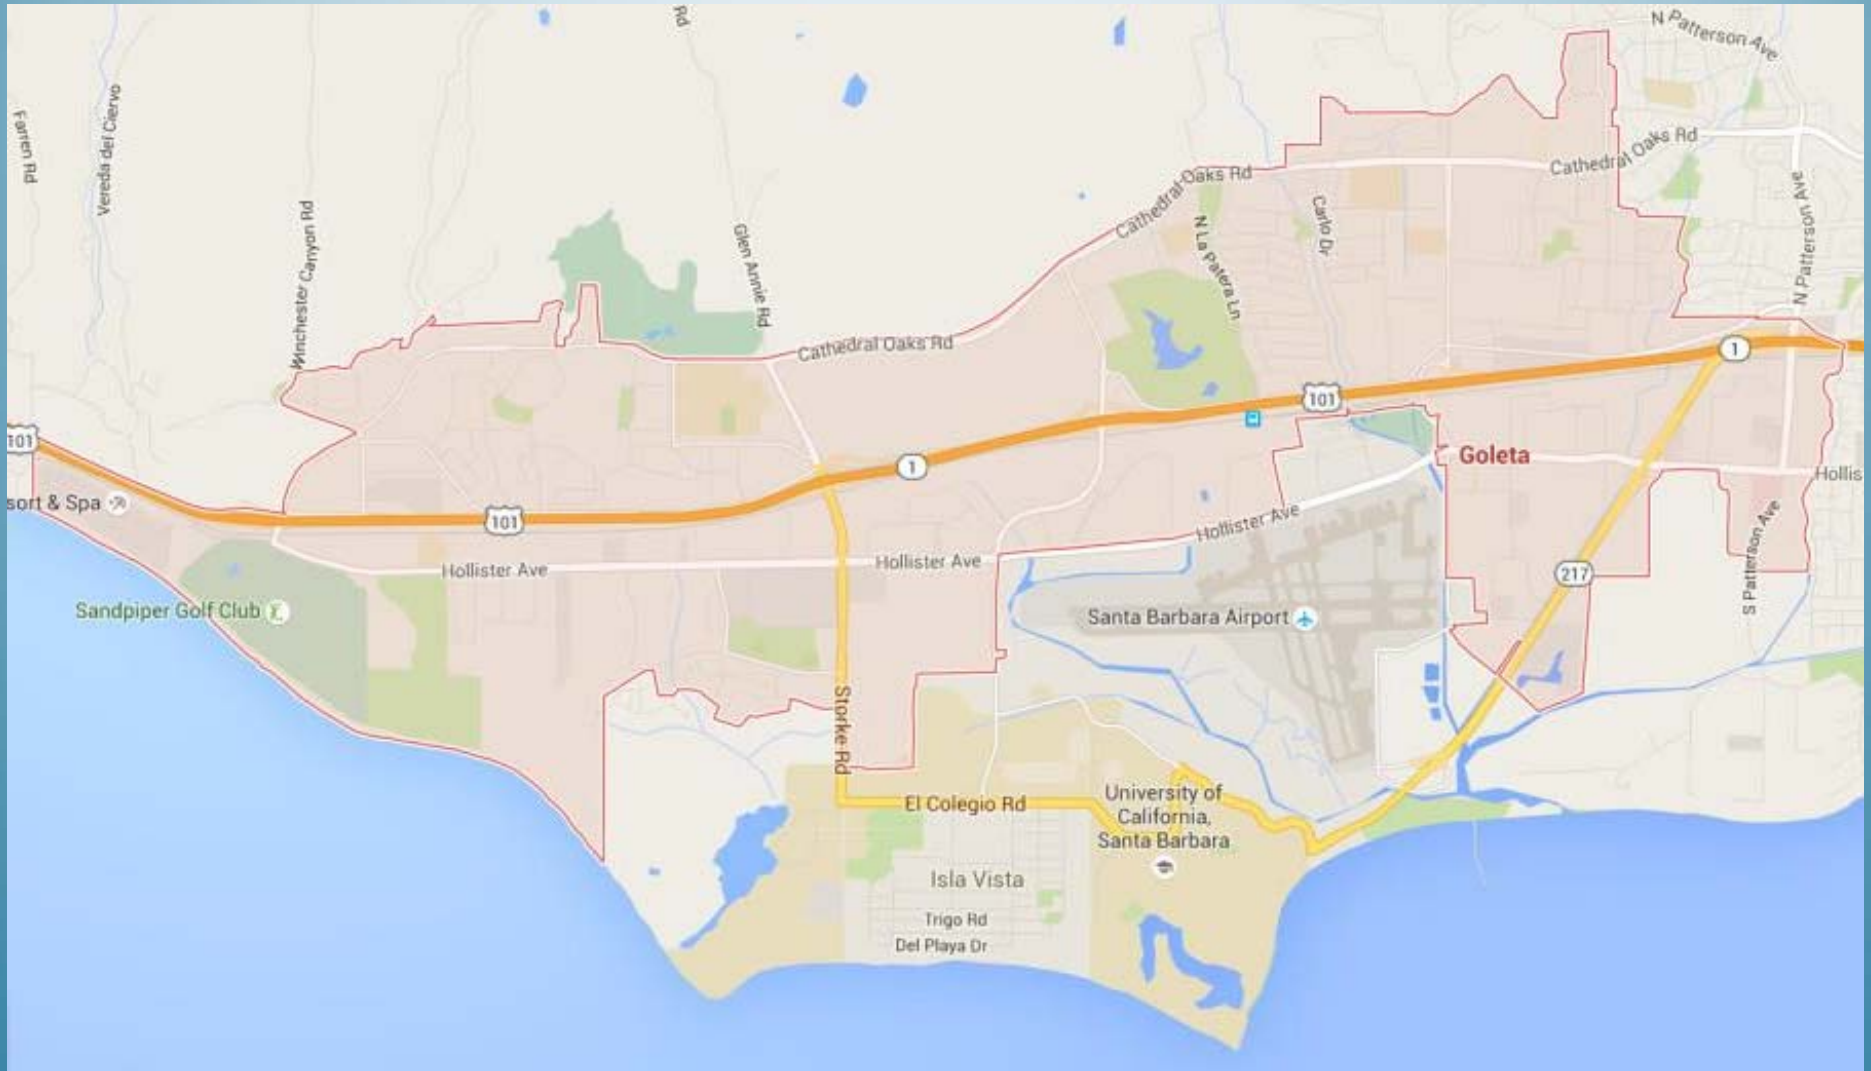 Rd
N Patterson Ave
Farren Rd
Vereda del Ciervo
Cathedral Oaks Rd
Cathedral Oaks Rd
N Patterson Ave
Winchester Canyon Rd
Glen Annie Rd
N La Patera Ln
Carlo Dr
Cathedral Oaks Rd
1
101
101
Goleta
1
Hollis
sort & Spa
101
Hollister Ave
S Patterson Ave
Hollister Ave
Hollister Ave
217
Sandpiper Golf Club
Santa Barbara Airport
Storke Rd
El Colegio Rd
University of
California,
Santa Barbara
Isla Vista
Trigo Rd
Del Playa Dr